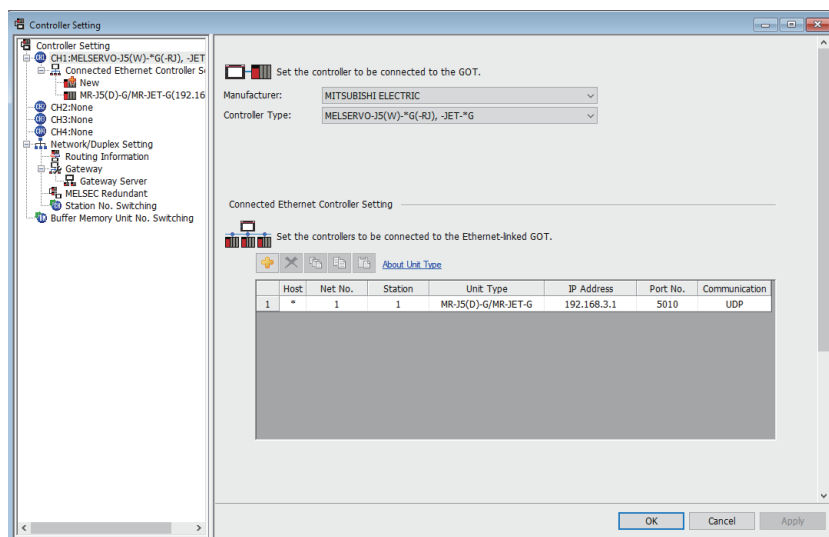 Controller Setting
Controller Setting
CH1:MELSERVO-J5(W)-*G(-RJ), -JET
Connected Ethernet Controller S
New
MR-J5(D)-G/MR-JET-G(192.16
CH2:None
CH3:None
CH4:None
Network/Duplex Setting
Routing Information
Gateway
Gateway Server
MELSEC Redundant
Station No. Switching
Buffer Memory Unit No. Switching
Set the controller to be connected to the GOT.
Manufacturer: MITSUBISHI ELECTRIC
Controller Type: MELSERVO-J5(W)-*G(-RJ), -JET-*G
Connected Ethernet Controller Setting
Set the controllers to be connected to the Ethernet-linked GOT.
About Unit Type
Host Net No. Station Unit Type IP Address Port No. Communication
1 * 1 1 MR-J5(D)-G/MR-JET-G 192.168.3.1 5010 UDP
OK Cancel Apply